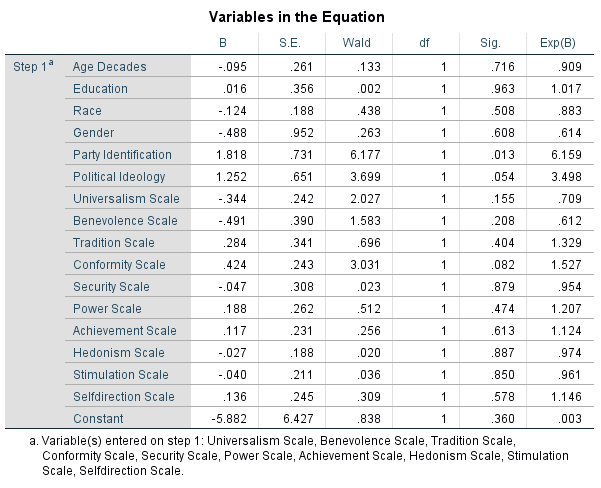 Variables in the Equation
B S.E. Wald df Sig. Exp(B)
Step 1a Age Decades -.095 .261 .133 1 .716 .909
Education .016 .356 .002 1 .963 1.017
Race -.124 .188 .438 1 .508 .883
Gender -.488 .952 .263 1 .608 .614
Party Identification 1.818 .731 6.177 1 .013 6.159
Political Ideology 1.252 .651 3.699 1 .054 3.498
Universalism Scale -.344 .242 2.027 1 .155 .709
Benevolence Scale -.491 .390 1.583 1 .208 .612
Tradition Scale .284 .341 .696 1 .404 1.329
Conformity Scale .424 .243 3.031 1 .082 1.527
Security Scale -.047 .308 .023 1 .879 .954
Power Scale .188 .262 .512 1 .474 1.207
Achievement Scale .117 .231 .256 1 .613 1.124
Hedonism Scale -.027 .188 .020 1 .887 .974
Stimulation Scale -.040 .211 .036 1 .850 .961
Selfdirection Scale .136 .245 .309 1 .578 1.146
Constant -5.882 6.427 .838 1 .360 .003
a. Variable(s) entered on step 1: Universalism Scale, Benevolence Scale, Tradition Scale,
Conformity Scale, Security Scale, Power Scale, Achievement Scale, Hedonism Scale, Stimulation
Scale, Selfdirection Scale.